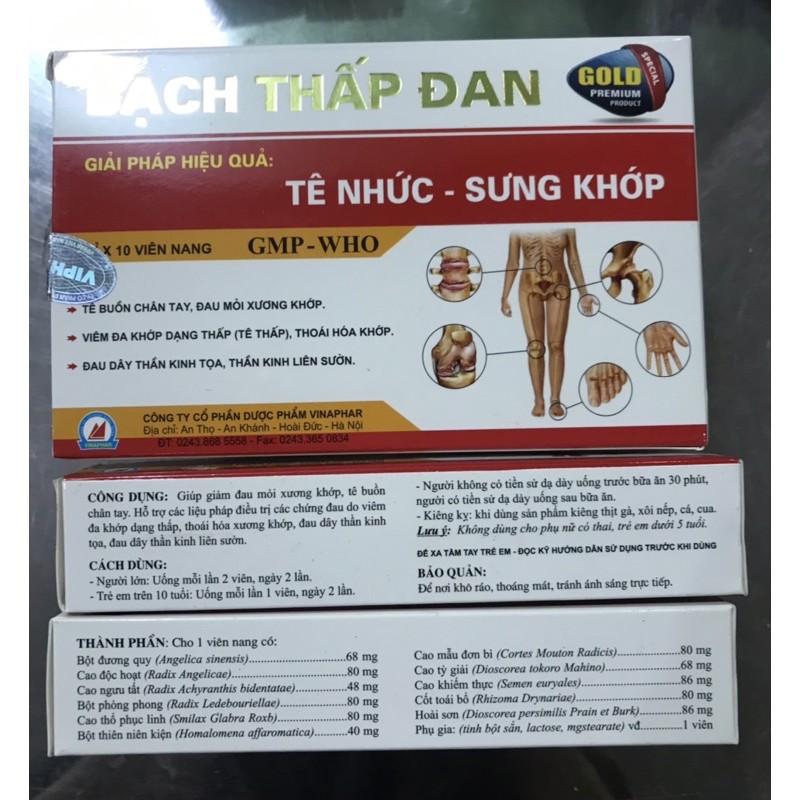 BẠCH THẤP ĐAN
GOLD
PREMIUM
PRODUCT
SPECIAL
GIẢI PHÁP HIỆU QUẢ:
TÊ NHỨC - SƯNG KHỚP
X 10 VIÊN NANG GMP-WHO
TÊ BUỒN CHÂN TAY, ĐAU MỎI XƯƠNG KHỚP.
VIÊM ĐA KHỚP DẠNG THẤP (TÊ THẤP), THOÁI HÓA KHỚP.
ĐAU DÂY THẦN KINH TỌA, THẦN KINH LIÊN SƯỜN.
VINAPHAR
CÔNG TY CỔ PHẦN DƯỢC PHẨM VINAPHAR
Địa chỉ: An Thọ - An Khánh - Hoài Đức - Hà Nội
ĐT: 0243.868 5558 - Fax: 0243.365 0834
CÔNG DỤNG: Giúp giảm đau mỏi xương khớp, tê buồn
chân tay. Hỗ trợ các liệu pháp điều trị các chứng đau do viêm
đa khớp dạng thấp, thoái hóa xương khớp, đau dây thần kinh
tọa, đau dây thần kinh liên sườn.
CÁCH DÙNG:
- Người lớn: Uống mỗi lần 2 viên, ngày 2 lần.
- Trẻ em trên 10 tuổi: Uống mỗi lần 1 viên, ngày 2 lần.
- Người không có tiền sử dạ dày uống trước bữa ăn 30 phút,
người có tiền sử dạ dày uống sau bữa ăn.
- Kiêng kỵ: khi dùng sản phẩm kiêng thịt gà, xôi nếp, cá, cua.
Lưu ý: Không dùng cho phụ nữ có thai, trẻ em dưới 5 tuổi.
ĐỂ XA TẦM TAY TRẺ EM - ĐỌC KỸ HƯỚNG DẪN SỬ DỤNG TRƯỚC KHI DÙNG
BẢO QUẢN:
Để nơi khô ráo, thoáng mát, tránh ánh sáng trực tiếp.
THÀNH PHẦN: Cho 1 viên nang có:
Bột đương quy (Angelica sinensis)..........68 mg
Cao độc hoạt (Radix Angelicae)..........80 mg
Cao ngưu tất (Radix Achyranthis bidentatae)..........48 mg
Bột phòng phong (Radix Ledebouriellae)..........80 mg
Cao thổ phục linh (Smilax Glabra Roxb)..........80 mg
Bột thiên niên kiện (Homalomena affaromatica)..........40 mg
Cao mẫu đơn bì (Cortes Mouton Radicis)..........80 mg
Cao tỳ giải (Dioscorea tokoro Mahino)..........68 mg
Cao khiếm thực (Semen euryales)..........86 mg
Cốt toái bổ (Rhizoma Drynariae)..........80 mg
Hoài sơn (Dioscorea persimilis Prain et Burk)..........86 mg
Phụ gia: (tinh bột sắn, lactose, mgstearate) vđ..........1 viên